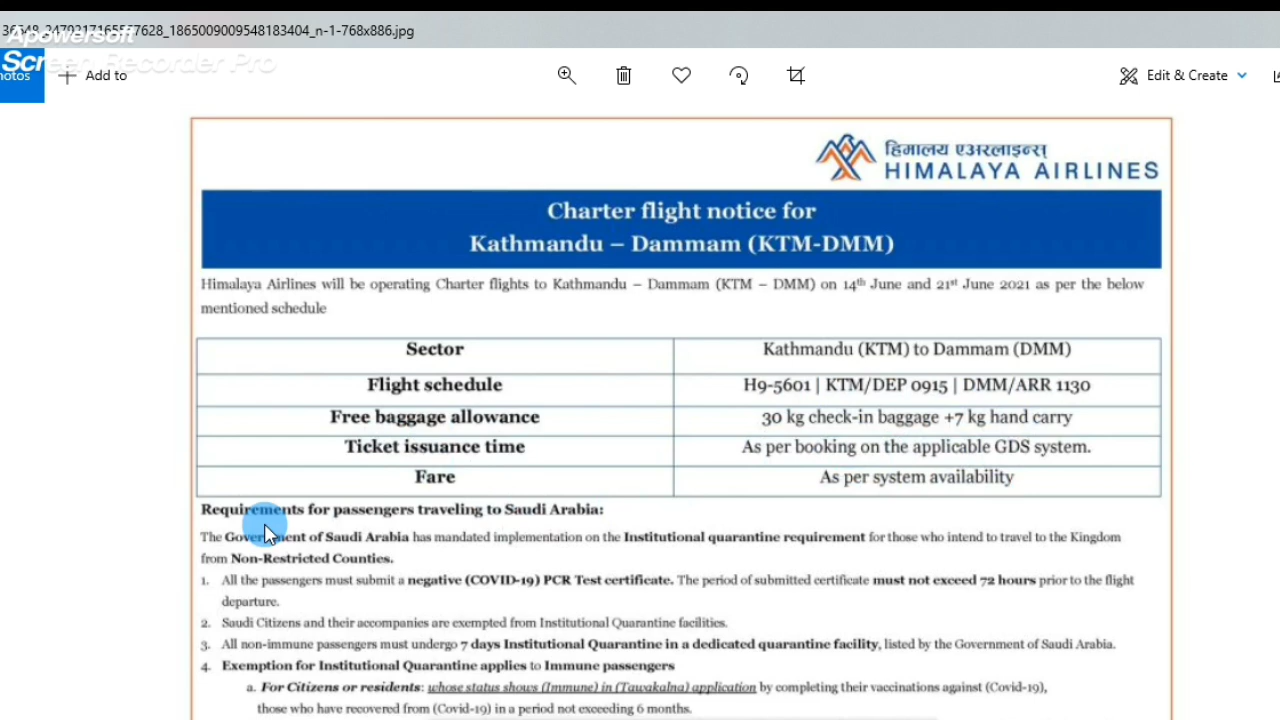 628_1865009009548183404_n-1-768x886.jpg
Apowersoft
Screen Recorder Pro
Add to
Edit & Create
हिमालय एअरलाइन्स्
HIMALAYA AIRLINES
Charter flight notice for
Kathmandu – Dammam (KTM-DMM)
Himalaya Airlines will be operating Charter flights to Kathmandu – Dammam (KTM – DMM) on 14th June and 21st June 2021 as per the below
mentioned schedule
Sector Kathmandu (KTM) to Dammam (DMM)
Flight schedule H9-5601 | KTM/DEP 0915 | DMM/ARR 1130
Free baggage allowance 30 kg check-in baggage +7 kg hand carry
Ticket issuance time As per booking on the applicable GDS system.
Fare As per system availability
Requirements for passengers traveling to Saudi Arabia:
The Government of Saudi Arabia has mandated implementation on the Institutional quarantine requirement for those who intend to travel to the Kingdom
from Non-Restricted Counties.
1. All the passengers must submit a negative (COVID-19) PCR Test certificate. The period of submitted certificate must not exceed 72 hours prior to the flight
departure.
2. Saudi Citizens and their accompanies are exempted from Institutional Quarantine facilities.
3. All non-immune passengers must undergo 7 days Institutional Quarantine in a dedicated quarantine facility, listed by the Government of Saudi Arabia.
4. Exemption for Institutional Quarantine applies to Immune passengers
a. For Citizens or residents: whose status shows (Immune) in (Tawakalna) application by completing their vaccinations against (Covid-19),
those who have recovered from (Covid-19) in a period not exceeding 6 months.